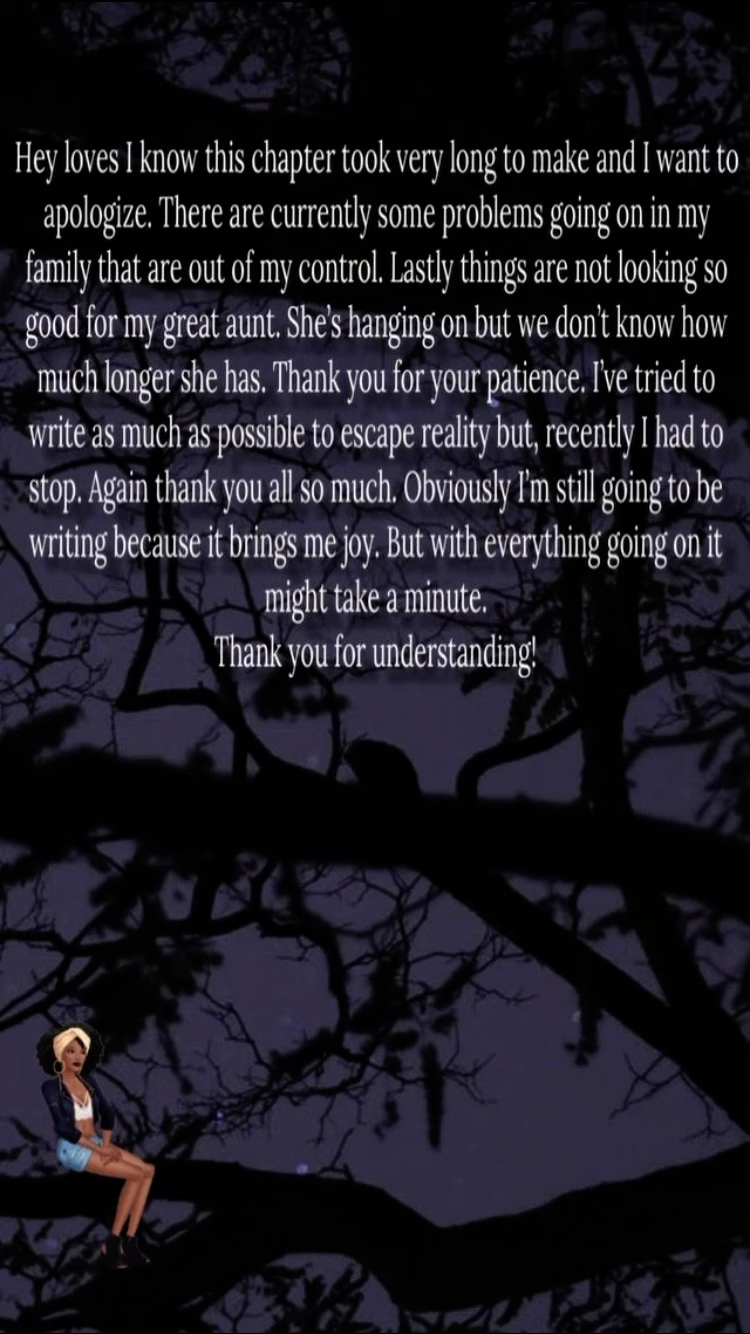 Hey loves I know this chapter took very long to make and I want to
apologize. There are currently some problems going on in my
family that are out of my control. Lastly things are not looking so
good for my great aunt. She's hanging on but we don't know how
much longer she has. Thank you for your patience. I've tried to
write as much as possible to escape reality but, recently I had to
stop. Again thank you all so much. Obviously I'm still going to be
writing because it brings me joy. But with everything going on it
might take a minute.
Thank you for understanding!